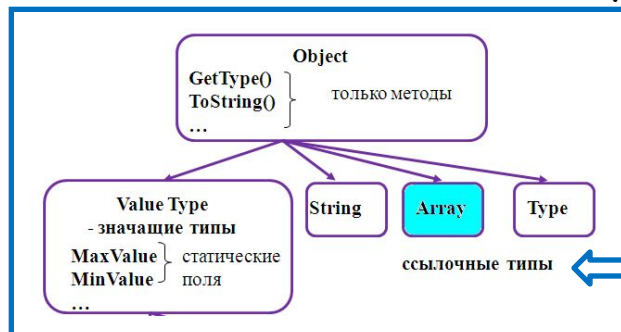 Object
GetType()
ToString()
...
только методы
Value Type
- значащие типы
MaxValue
MinValue
...
статические
поля
String
Array
Type
ссылочные типы